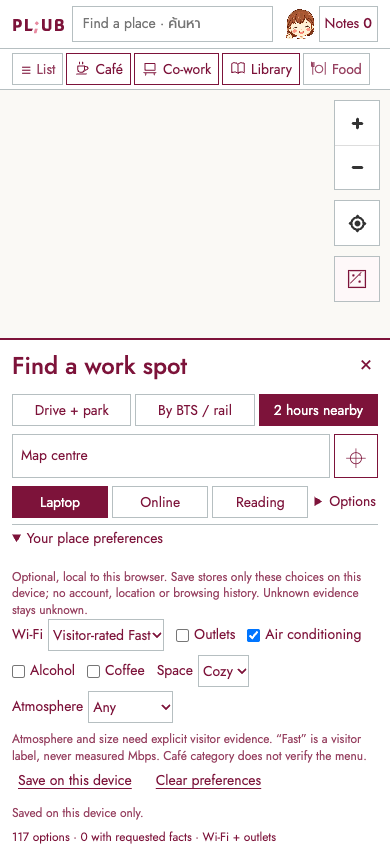 PL;UB
Find a place · ค้นหา
Notes 0
≡ List
Café
Co-work
Library
Food
+
−
Find a work spot
×
Drive + park
By BTS / rail
2 hours nearby
Map centre
Laptop
Online
Reading
▶ Options
▼ Your place preferences
Optional, local to this browser. Save stores only these choices on this
device; no account, location or browsing history. Unknown evidence
stays unknown.
Wi-Fi Visitor-rated Fast Outlets Air conditioning
Alcohol Coffee Space Cozy
Atmosphere Any
Atmosphere and size need explicit visitor evidence. “Fast” is a visitor
label, never measured Mbps. Café category does not verify the menu.
Save on this device Clear preferences
Saved on this device only.
117 options · 0 with requested facts · Wi-Fi + outlets